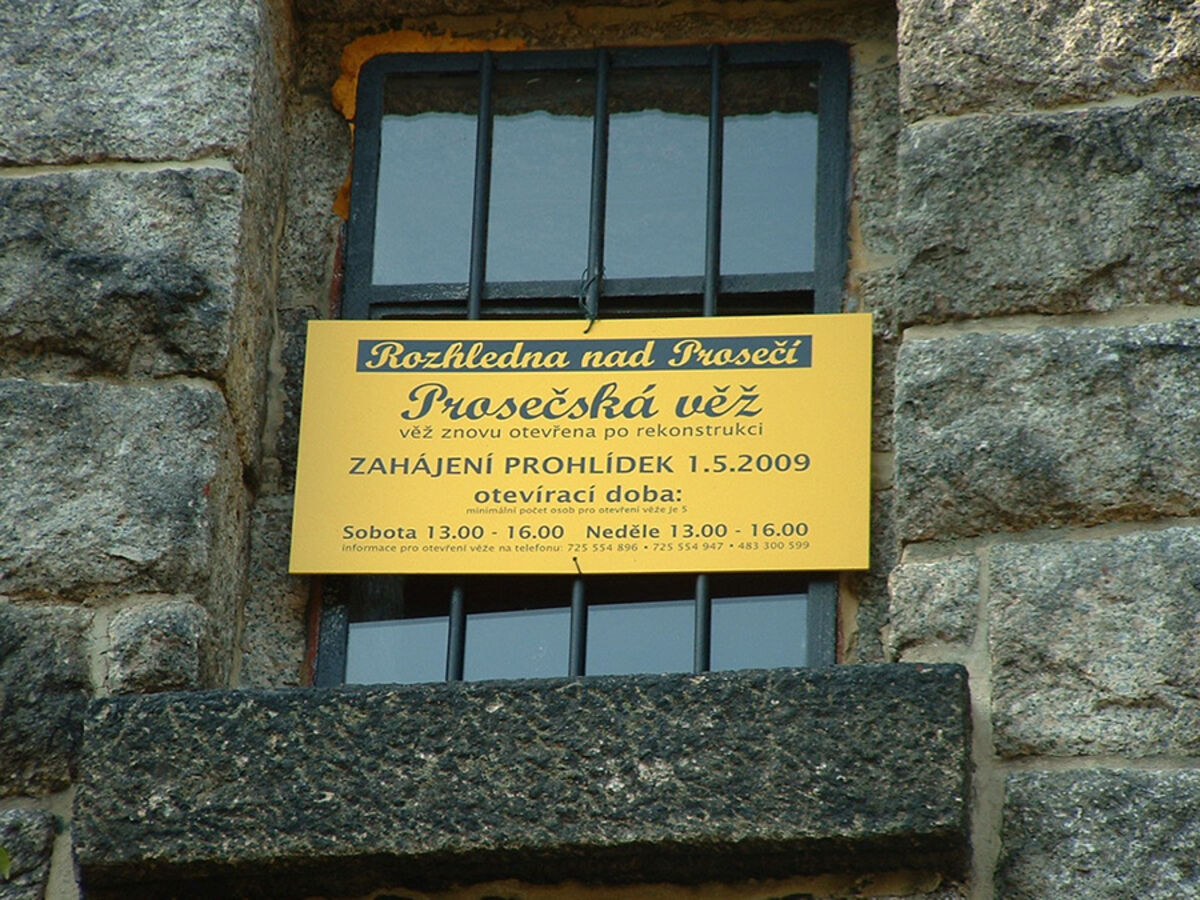 Rozhledna nad Prosečí
Prosečská věž
věž znovu otevřena po rekonstrukci
ZAHÁJENÍ PROHLÍDEK 1.5.2009
otevírací doba:
minimální počet osob pro otevření věže je 5
Sobota 13.00 - 16.00 Neděle 13.00 - 16.00
informace pro otevření věže na telefonu: 725 554 896 • 725 554 947 • 483 300 599